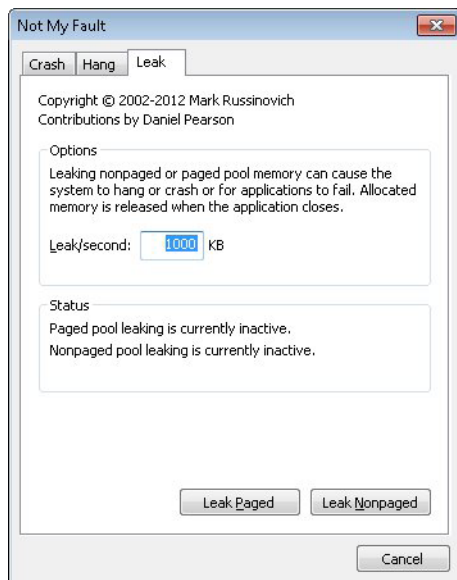 Not My Fault
Crash Hang Leak
Copyright © 2002-2012 Mark Russinovich
Contributions by Daniel Pearson
Options
Leaking nonpaged or paged pool memory can cause the
system to hang or crash or for applications to fail. Allocated
memory is released when the application closes.
Leak/second: 1000 KB
Status
Paged pool leaking is currently inactive.
Nonpaged pool leaking is currently inactive.
Leak Paged Leak Nonpaged
Cancel